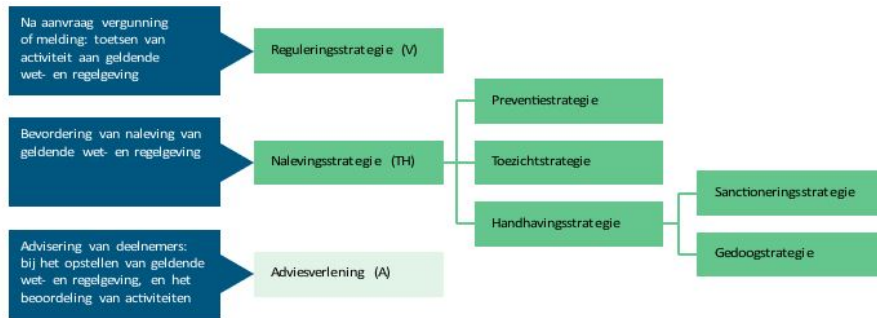 Na aanvraag vergunning
of melding: toetsen van
activiteit aan geldende
wet- en regelgeving
Reguleringsstrategie (V)
Bevordering van naleving van
geldende wet- en regelgeving
Nalevingsstrategie (TH)
Preventiestrategie
Toezichtstrategie
Handhavingsstrategie
Sanctioneringsstrategie
Gedoogstrategie
Advisering van deelnemers:
bij het opstellen van geldende
wet- en regelgeving, en het
beoordeling van activiteiten
Adviesverlening (A)